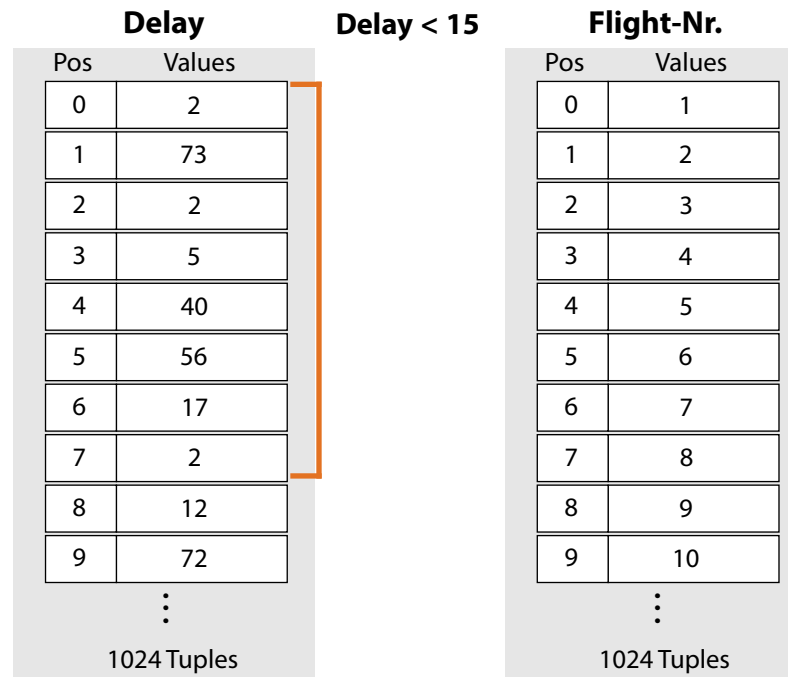 Delay Delay < 15 Flight-Nr.
Pos Values Pos Values
0 2 0 1
1 73 1 2
2 2 2 3
3 5 3 4
4 40 4 5
5 56 5 6
6 17 6 7
7 2 7 8
8 12 8 9
9 72 9 10
⋮ ⋮
1024 Tuples 1024 Tuples